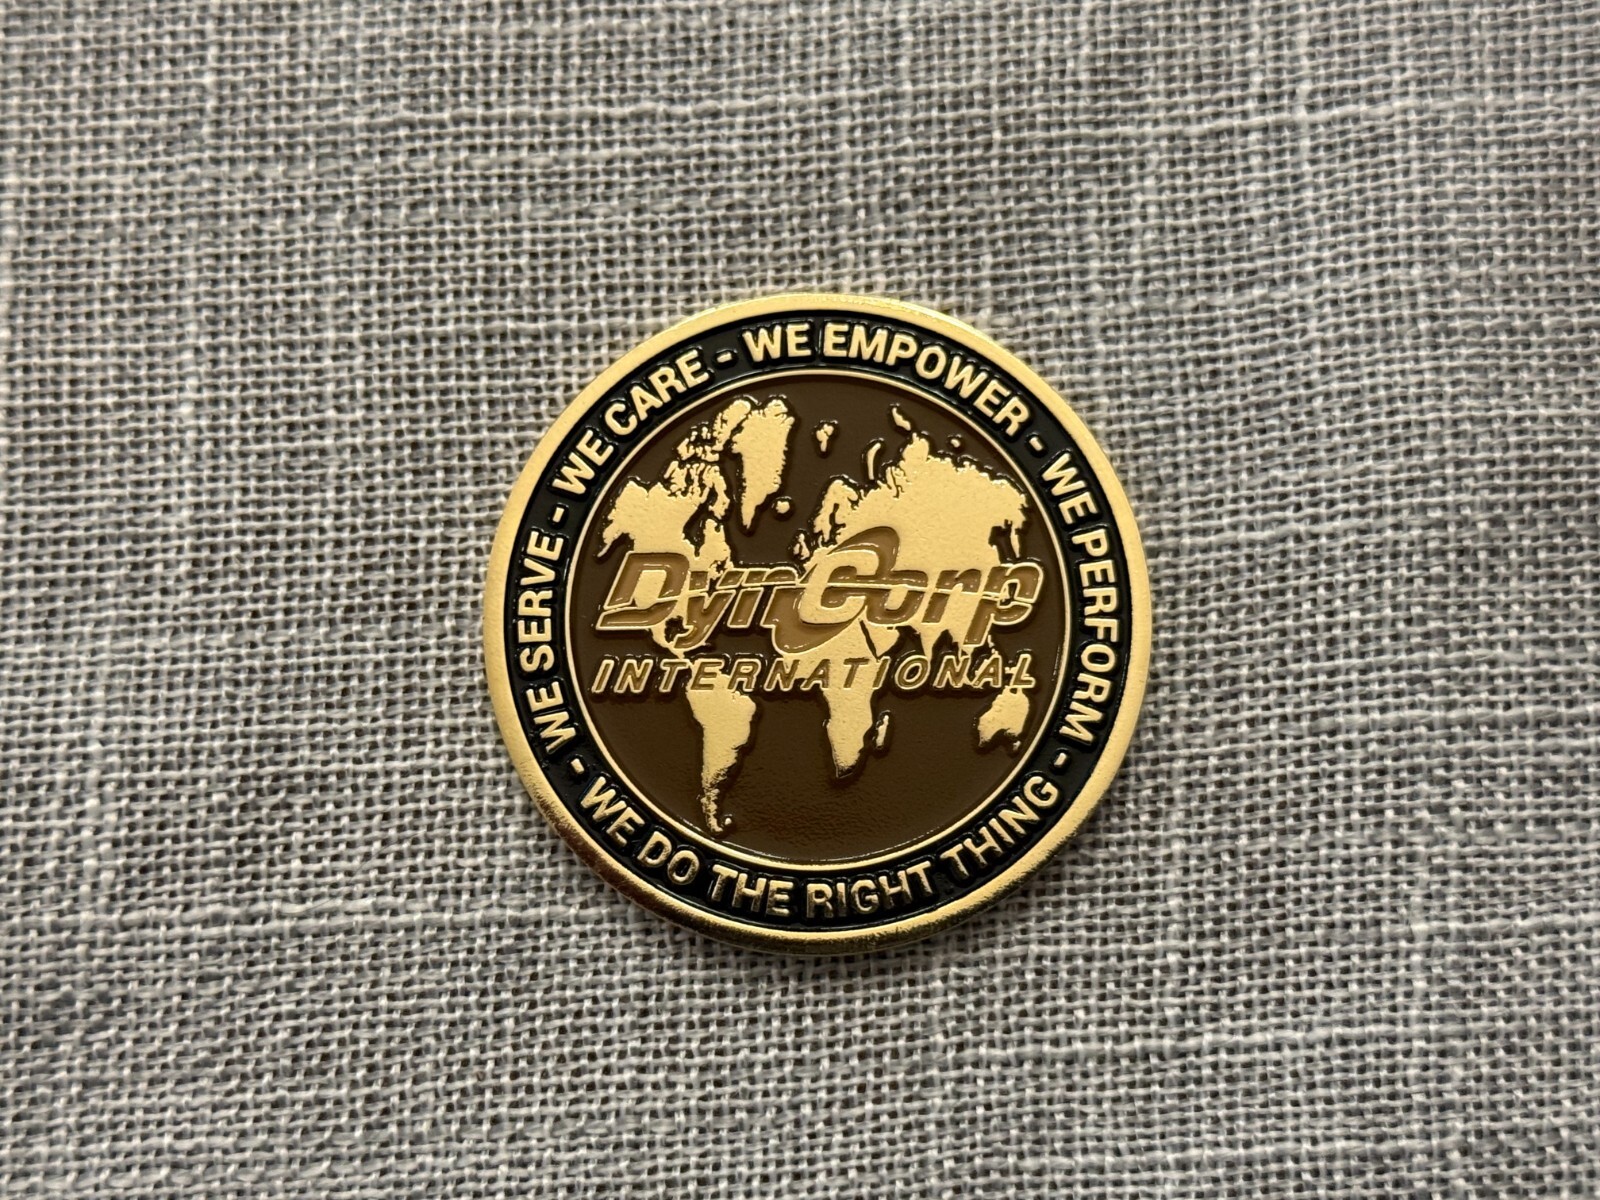 WE SERVE - WE CARE - WE EMPOWER - WE PERFORM - WE DO THE RIGHT THING -
DynCorp
INTERNATIONAL